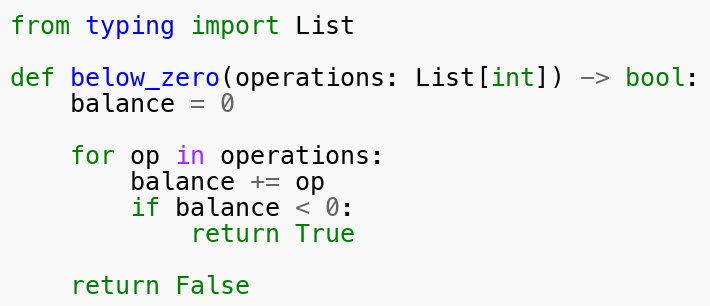 from typing import List

def below_zero(operations: List[int]) -> bool:
    balance = 0

    for op in operations:
        balance += op
        if balance < 0:
            return True

    return False